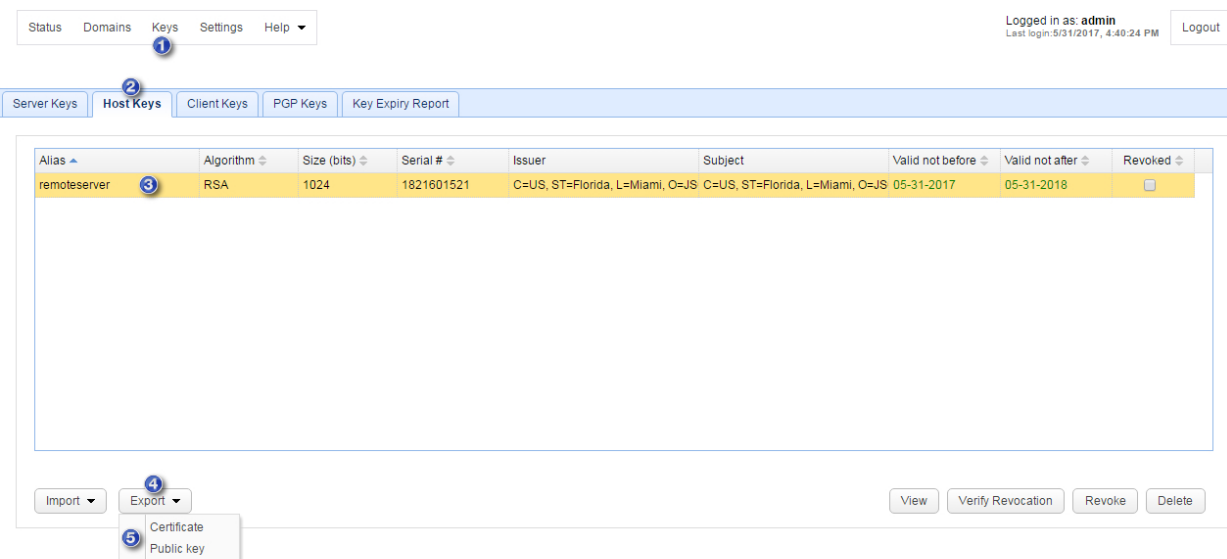 Status Domains Keys Settings Help
Logged in as: admin
Last login:5/31/2017, 4:40:24 PM
Logout
1
2
Server Keys Host Keys Client Keys PGP Keys Key Expiry Report
Alias Algorithm Size (bits) Serial # Issuer Subject Valid not before Valid not after Revoked
remoteserver 3 RSA 1024 1821601521 C=US, ST=Florida, L=Miami, O=JS C=US, ST=Florida, L=Miami, O=JS 05-31-2017 05-31-2018
4
Import Export View Verify Revocation Revoke Delete
Certificate
5
Public key